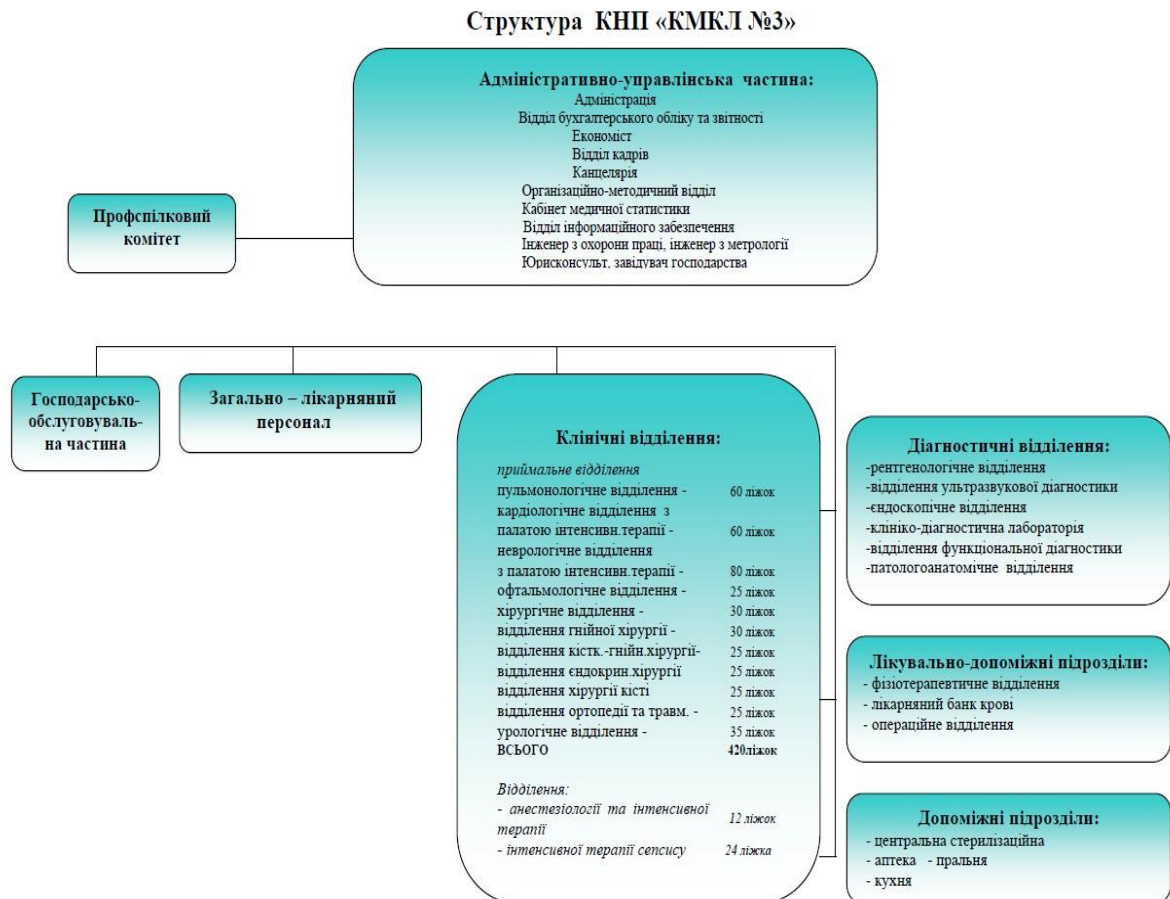 Структура КНП «КМКЛ №3»
Адміністративно-управлінська частина:
Адміністрація
Відділ бухгалтерського обліку та звітності
Економіст
Відділ кадрів
Канцелярія
Організаційно-методичний відділ
Кабінет медичної статистики
Відділ інформаційного забезпечення
Інженер з охорони праці, інженер з метрології
Юрисконсульт, завідувач господарства
Профспілковий
комітет
Господарсько-
обслуговуваль-
на частина
Загально – лікарняний
персонал
Клінічні відділення:
приймальне відділення
пульмонологічне відділення - 60 ліжок
кардіологічне відділення з
палатою інтенсивн.терапії - 60 ліжок
неврологічне відділення
з палатою інтенсивн.терапії - 80 ліжок
офтальмологічне відділення - 25 ліжок
хірургічне відділення - 30 ліжок
відділення гнійної хірургії - 30 ліжок
відділення кістк.-гнійн.хірургії- 25 ліжок
відділення єндокрин.хірургії 25 ліжок
відділення хірургії кісті 25 ліжок
відділення ортопедії та травм. - 25 ліжок
урологічне відділення - 35 ліжок
ВСЬОГО 420ліжок
Відділення:
- анестезіології та інтенсивної
терапії 12 ліжок
- інтенсивної терапії сепсису 24 ліжка
Діагностичні відділення:
-рентгенологічне відділення
-відділення ультразвукової діагностики
-єндоскопічне відділення
-клініко-діагностична лабораторія
-відділення функціональної діагностики
-патологоанатомічне відділення
Лікувально-допоміжні підрозділи:
- фізіотерапевтичне відділення
- лікарняний банк крові
- операційне відділення
Допоміжні підрозділи:
- центральна стерилізаційна
- аптека - пральня
- кухня